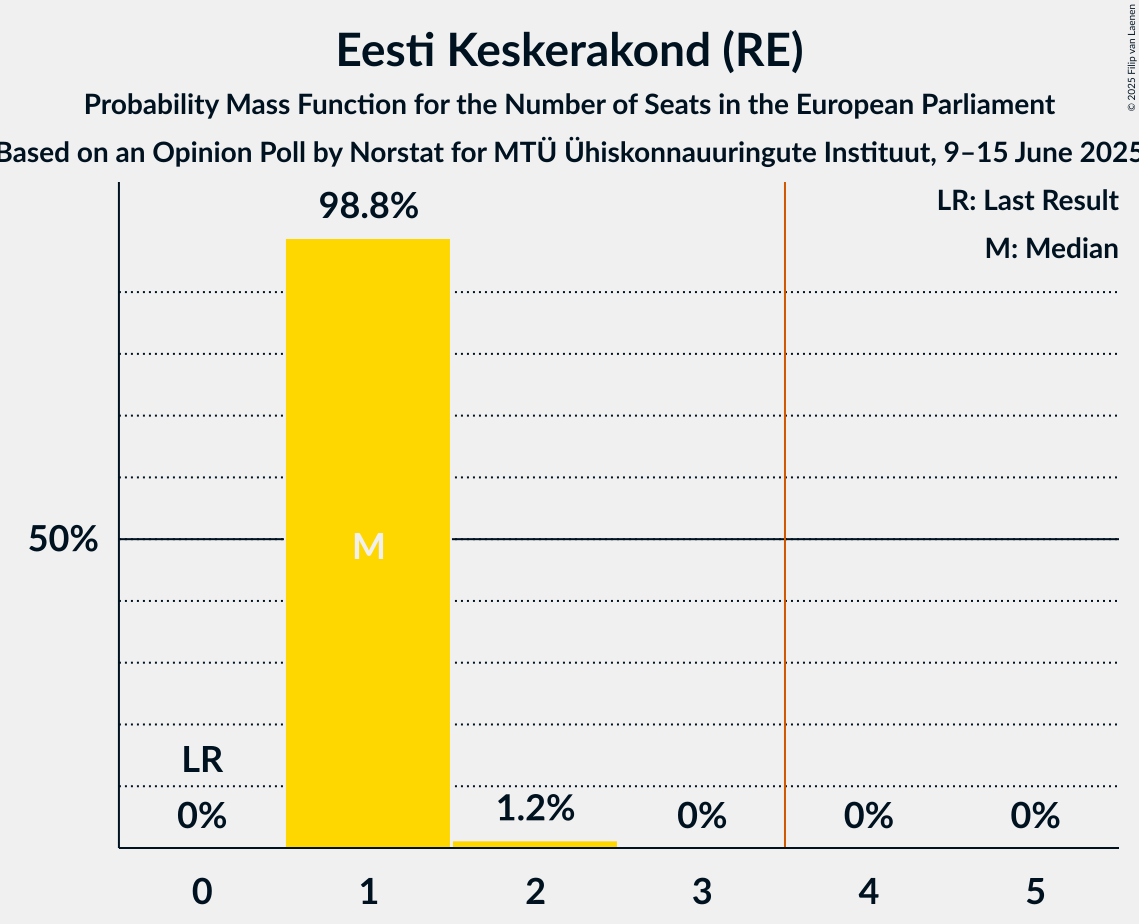 Eesti Keskerakond (RE)
Probability Mass Function for the Number of Seats in the European Parliament
Based on an Opinion Poll by Norstat for MTÜ Ühiskonnauuringute Instituut, 9–15 June 2025
© 2025 Filip van Laenen
LR: Last Result
M: Median
98.8%
50%
M
LR
0%
1.2%
0%
0%
0%
0
1
2
3
4
5